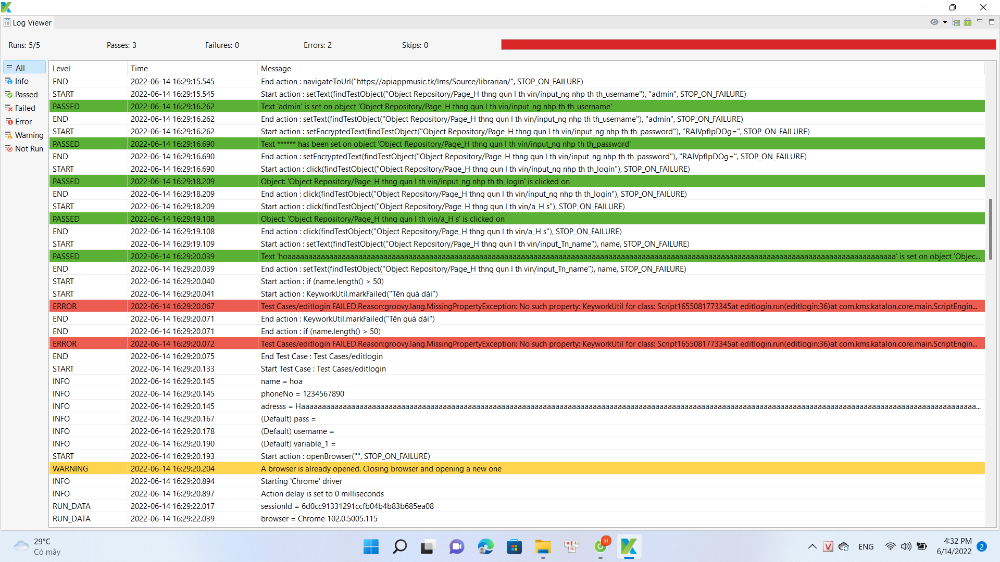 Log Viewer
Runs: 5/5 Passes: 3 Failures: 0 Errors: 2 Skips: 0
All
Info
Passed
Failed
Error
Warning
Not Run
Level Time Message
END 2022-06-14 16:29:15.545 End action : navigateToUrl("https://apiappmusic.tk/lms/Source/librarian/", STOP_ON_FAILURE)
START 2022-06-14 16:29:15.545 Start action : setText(findTestObject("Object Repository/Page_H thng qun l th vin/input_ng nhp th th_username"), "admin", STOP_ON_FAILURE)
PASSED 2022-06-14 16:29:16.262 Text 'admin' is set on object 'Object Repository/Page_H thng qun l th vin/input_ng nhp th th_username'
END 2022-06-14 16:29:16.262 End action : setText(findTestObject("Object Repository/Page_H thng qun l th vin/input_ng nhp th th_username"), "admin", STOP_ON_FAILURE)
START 2022-06-14 16:29:16.262 Start action : setEncryptedText(findTestObject("Object Repository/Page_H thng qun l th vin/input_ng nhp th th_password"), "RAIVpflpDOg=", STOP_ON_FAILURE)
PASSED 2022-06-14 16:29:16.690 Text ****** has been set on object 'Object Repository/Page_H thng qun l th vin/input_ng nhp th th_password'
END 2022-06-14 16:29:16.690 End action : setEncryptedText(findTestObject("Object Repository/Page_H thng qun l th vin/input_ng nhp th th_password"), "RAIVpflpDOg=", STOP_ON_FAILURE)
START 2022-06-14 16:29:16.690 Start action : click(findTestObject("Object Repository/Page_H thng qun l th vin/input_ng nhp th th_login"), STOP_ON_FAILURE)
PASSED 2022-06-14 16:29:18.209 Object: 'Object Repository/Page_H thng qun l th vin/input_ng nhp th th_login' is clicked on
END 2022-06-14 16:29:18.209 End action : click(findTestObject("Object Repository/Page_H thng qun l th vin/input_ng nhp th th_login"), STOP_ON_FAILURE)
START 2022-06-14 16:29:18.209 Start action : click(findTestObject("Object Repository/Page_H thng qun l th vin/a_H s"), STOP_ON_FAILURE)
PASSED 2022-06-14 16:29:19.108 Object: 'Object Repository/Page_H thng qun l th vin/a_H s' is clicked on
END 2022-06-14 16:29:19.108 End action : click(findTestObject("Object Repository/Page_H thng qun l th vin/a_H s"), STOP_ON_FAILURE)
START 2022-06-14 16:29:19.109 Start action : setText(findTestObject("Object Repository/Page_H thng qun l th vin/input_Tn_name"), name, STOP_ON_FAILURE)
PASSED 2022-06-14 16:29:20.039 Text is set on object 'Objec...
END 2022-06-14 16:29:20.039 End action : setText(findTestObject("Object Repository/Page_H thng qun l th vin/input_Tn_name"), name, STOP_ON_FAILURE)
START 2022-06-14 16:29:20.040 Start action : if (name.length() > 50)
START 2022-06-14 16:29:20.041 Start action : KeyworkUtil.markFailed("Tên quá dài")
ERROR 2022-06-14 16:29:20.067 Test Cases/editlogin FAILED.Reason:groovy.lang.MissingPropertyException: No such property: KeyworkUtil for class: Script1655081773345at editlogin.run(editlogin:36)at com.kms.katalon.core.main.ScriptEngin...
END 2022-06-14 16:29:20.071 End action : KeyworkUtil.markFailed("Tên quá dài")
END 2022-06-14 16:29:20.071 End action : if (name.length() > 50)
ERROR 2022-06-14 16:29:20.072 Test Cases/editlogin FAILED.Reason:groovy.lang.MissingPropertyException: No such property: KeyworkUtil for class: Script1655081773345at editlogin.run(editlogin:36)at com.kms.katalon.core.main.ScriptEngin...
END 2022-06-14 16:29:20.075 End Test Case : Test Cases/editlogin
START 2022-06-14 16:29:20.133 Start Test Case : Test Cases/editlogin
INFO 2022-06-14 16:29:20.145 name = hoa
INFO 2022-06-14 16:29:20.145 phoneNo = 1234567890
INFO 2022-06-14 16:29:20.145 adresss =
INFO 2022-06-14 16:29:20.167 (Default) pass =
INFO 2022-06-14 16:29:20.178 (Default) username =
INFO 2022-06-14 16:29:20.190 (Default) variable_1 =
START 2022-06-14 16:29:20.193 Start action : openBrowser("", STOP_ON_FAILURE)
WARNING 2022-06-14 16:29:20.204 A browser is already opened. Closing browser and opening a new one
INFO 2022-06-14 16:29:20.894 Starting 'Chrome' driver
INFO 2022-06-14 16:29:20.897 Action delay is set to 0 milliseconds
RUN_DATA 2022-06-14 16:29:22.017 sessionId = 6d0cc91331291ccfb04b4b83b685ea08
RUN_DATA 2022-06-14 16:29:22.039 browser = Chrome 102.0.5005.115
29°C
Có mây
H
V
ENG
4:32 PM
6/14/2022
2